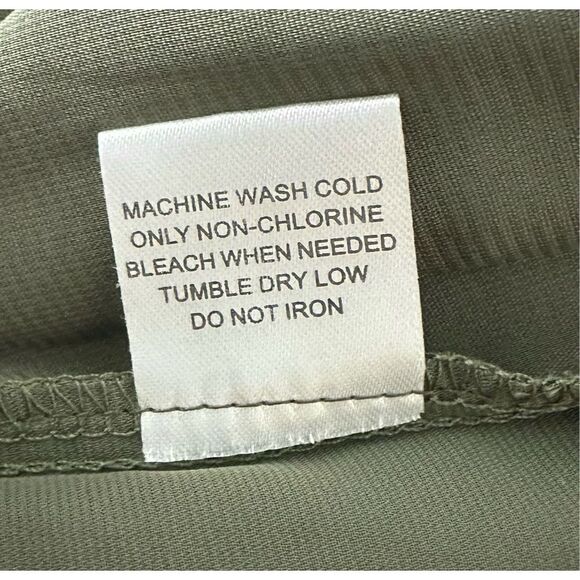 MACHINE WASH COLD
ONLY NON-CHLORINE
BLEACH WHEN NEEDED
TUMBLE DRY LOW
DO NOT IRON